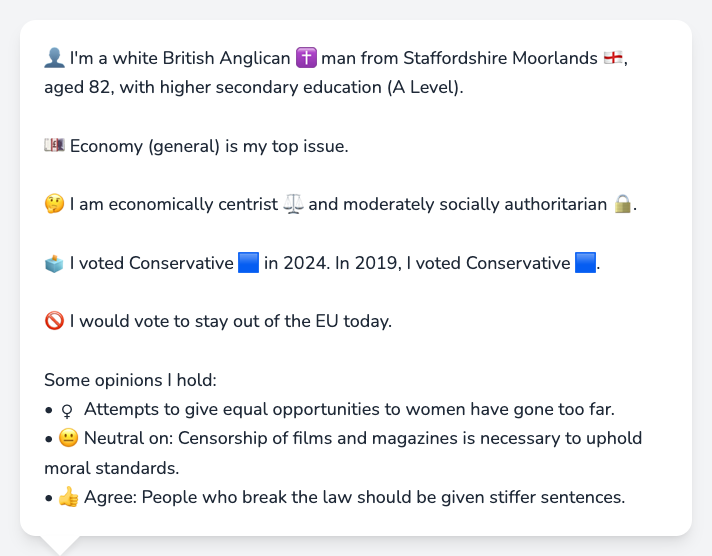 👤 I'm a white British Anglican ✝️ man from Staffordshire Moorlands 🏴󠁧󠁢󠁥󠁮󠁧󠁿,
aged 82, with higher secondary education (A Level).
💷 Economy (general) is my top issue.
🤔 I am economically centrist ⚖️ and moderately socially authoritarian 🔒.
🗳️ I voted Conservative 🟦 in 2024. In 2019, I voted Conservative 🟦.
🚫 I would vote to stay out of the EU today.
Some opinions I hold:
• ♀ Attempts to give equal opportunities to women have gone too far.
• 😐 Neutral on: Censorship of films and magazines is necessary to uphold
moral standards.
• 👍 Agree: People who break the law should be given stiffer sentences.